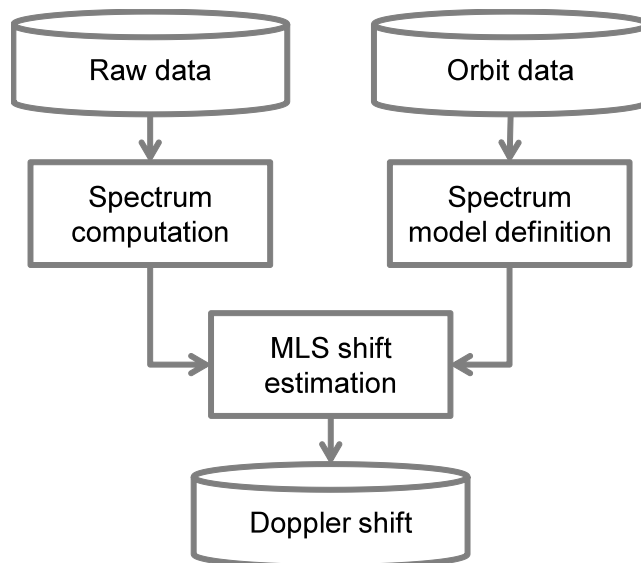 Raw data
Orbit data
Spectrum
computation
Spectrum
model definition
MLS shift
estimation
Doppler shift